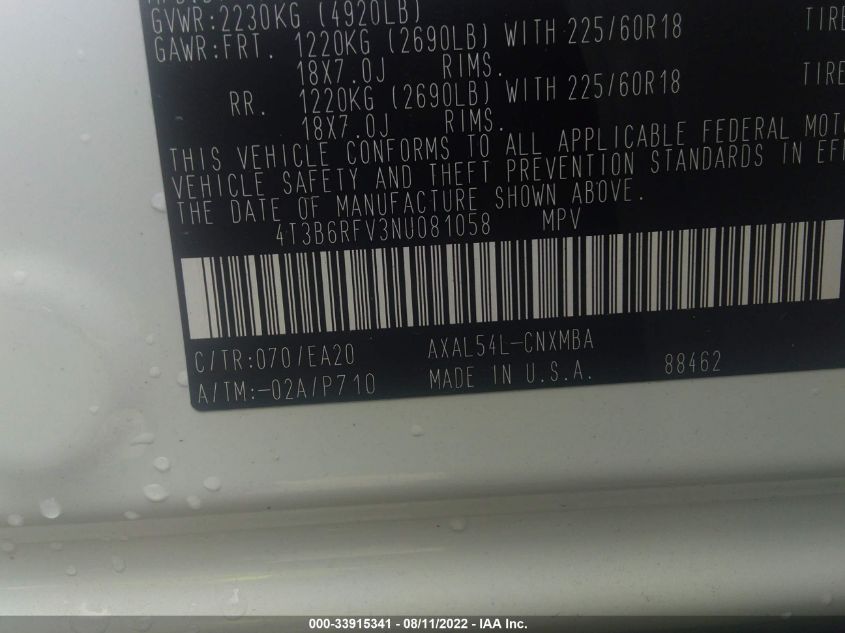 GVWR:2230KG (4920LB)
GAWR:FRT. 1220KG (2690LB) WITH 225/60R18 TIRE
18X7.0J RIMS.
RR. 1220KG (2690LB) WITH 225/60R18 TIRE
18X7.0J RIMS.
THIS VEHICLE CONFORMS TO ALL APPLICABLE FEDERAL MOT
VEHICLE SAFETY AND THEFT PREVENTION STANDARDS IN EF
THE DATE OF MANUFACTURE SHOWN ABOVE.
4T3B6RFV3NU081058 MPV
C/TR:070/EA20 AXAL54L-CNXMBA
A/TM:-02A/P710 MADE IN U.S.A. 88462
000-33915341 - 08/11/2022 - IAA Inc.